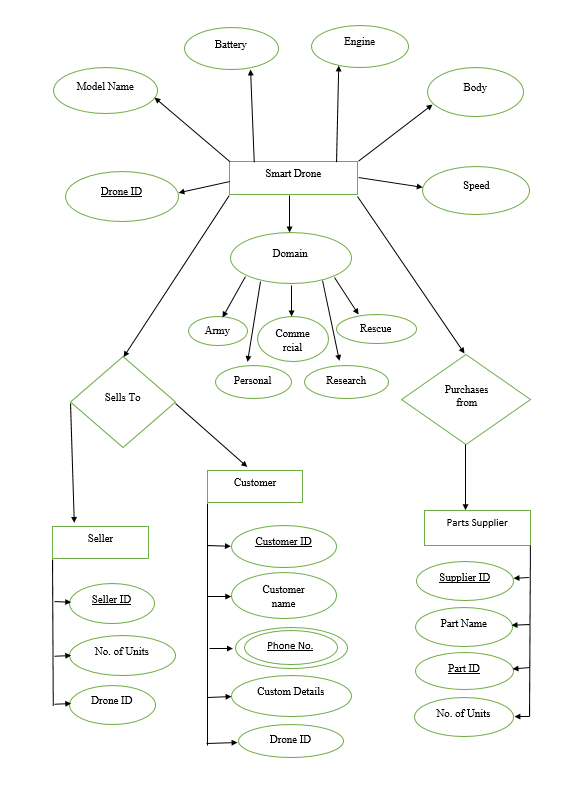 Battery
Engine
Model Name
Body
Smart Drone
Drone ID
Speed
Domain
Army
Comme
rcial
Rescue
Personal
Research
Sells To
Purchases
from
Customer
Seller
Parts Supplier
Customer ID
Supplier ID
Seller ID
Customer
name
Part Name
No. of Units
Phone No.
Part ID
Drone ID
Custom Details
No. of Units
Drone ID